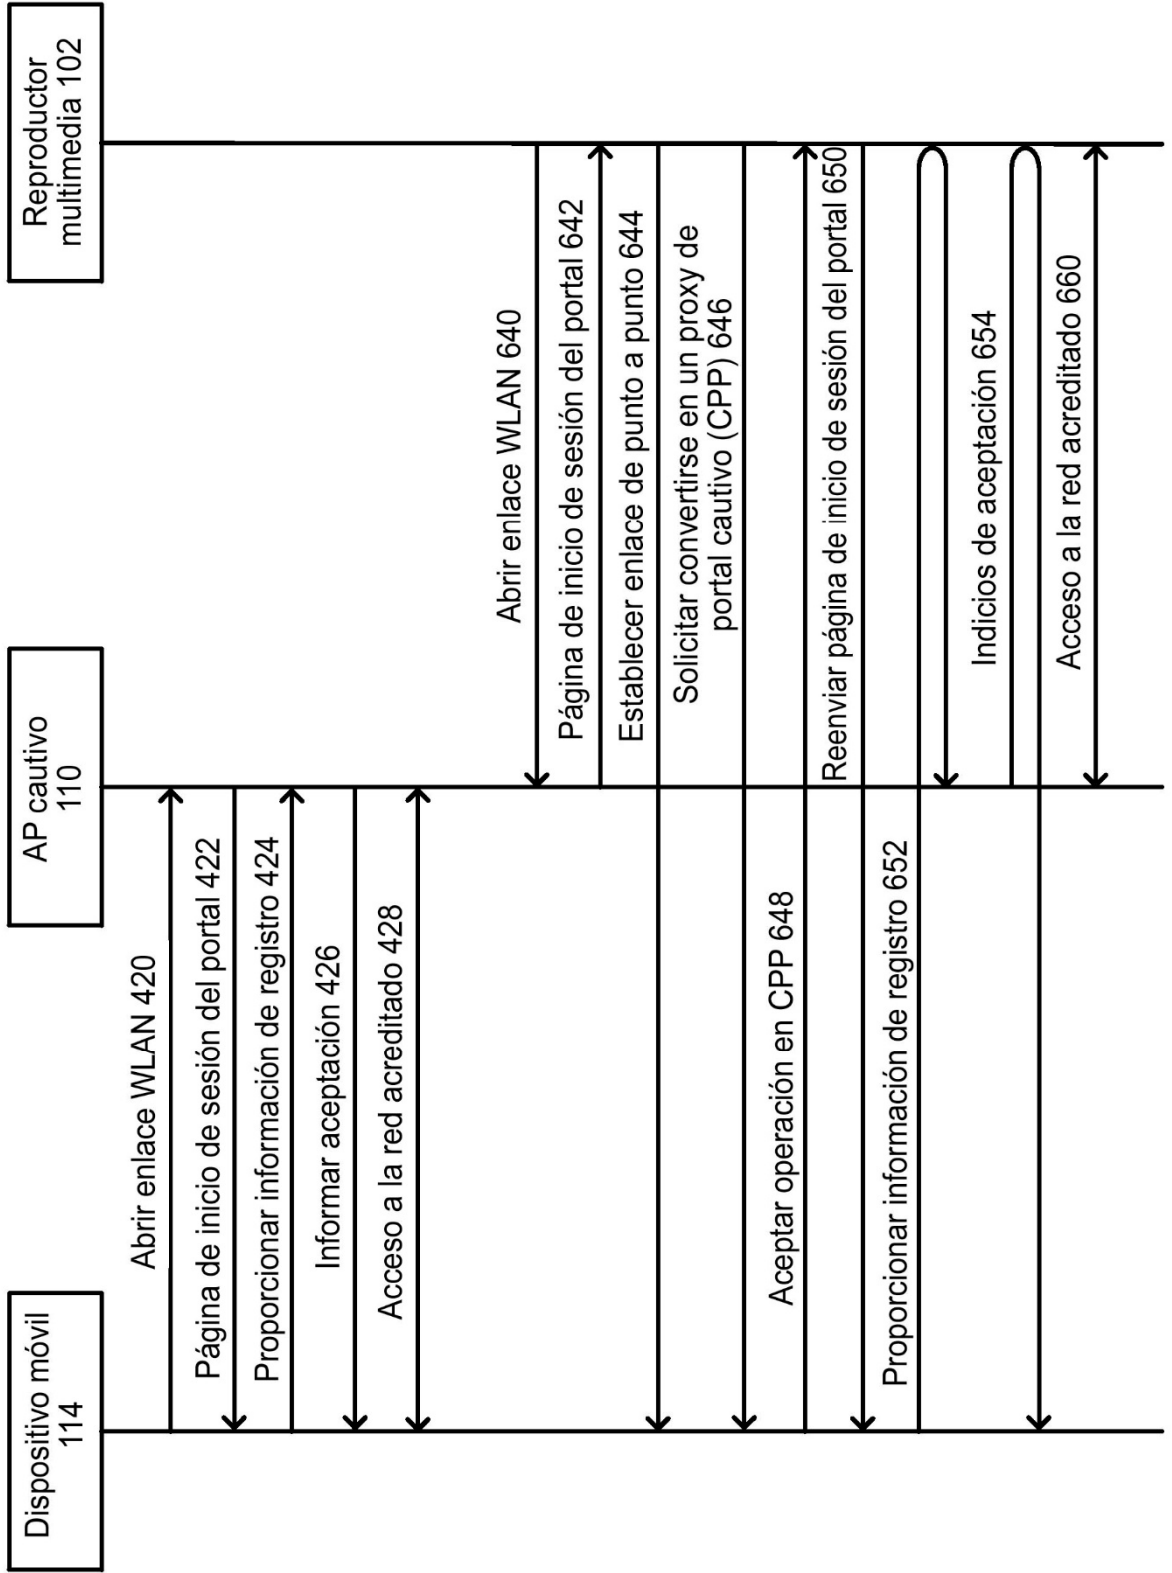 Dispositivo móvil
114
AP cautivo
110
Reproductor
multimedia 102
Abrir enlace WLAN 420
Página de inicio de sesión del portal 422
Proporcionar información de registro 424
Informar aceptación 426
Acceso a la red acreditado 428
Abrir enlace WLAN 640
Página de inicio de sesión del portal 642
Establecer enlace de punto a punto 644
Solicitar convertirse en un proxy de
portal cautivo (CPP) 646
Aceptar operación en CPP 648
Reenviar página de inicio de sesión del portal 650
Proporcionar información de registro 652
Indicios de aceptación 654
Acceso a la red acreditado 660